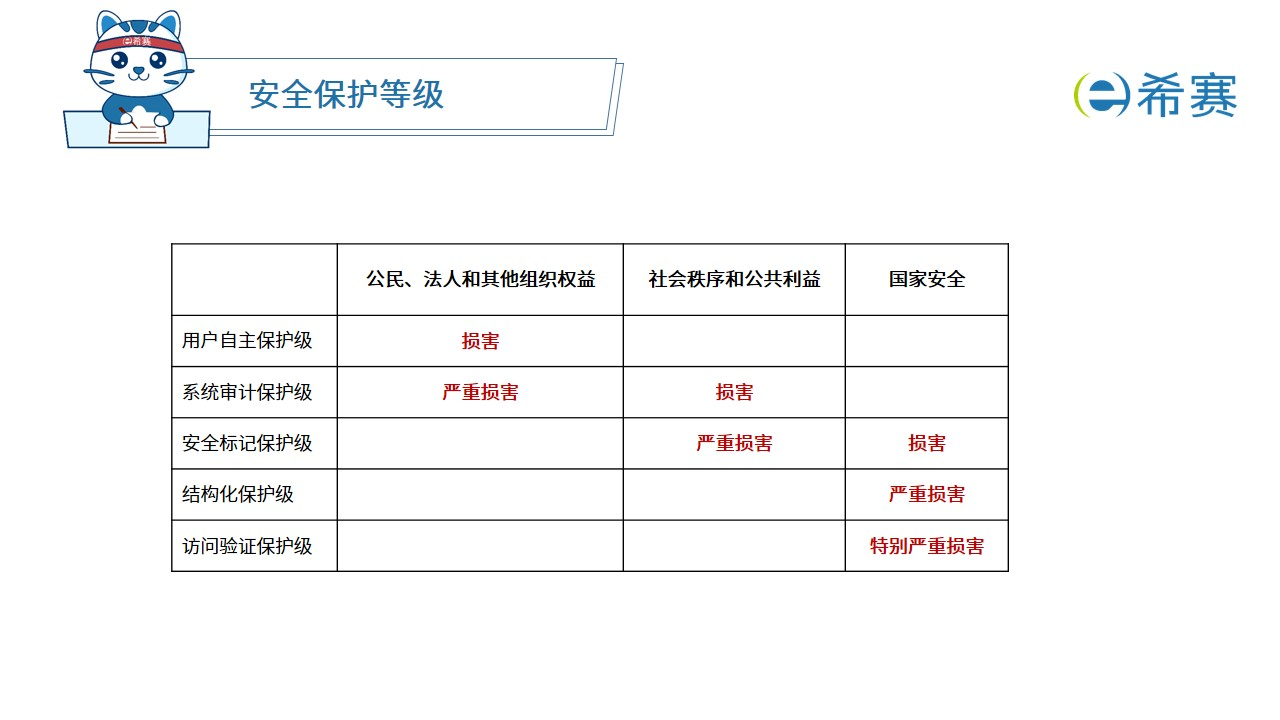 希赛
安全保护等级
希赛
公民、法人和其他组织权益 社会秩序和公共利益 国家安全
用户自主保护级 损害
系统审计保护级 严重损害 损害
安全标记保护级 严重损害 损害
结构化保护级 严重损害
访问验证保护级 特别严重损害